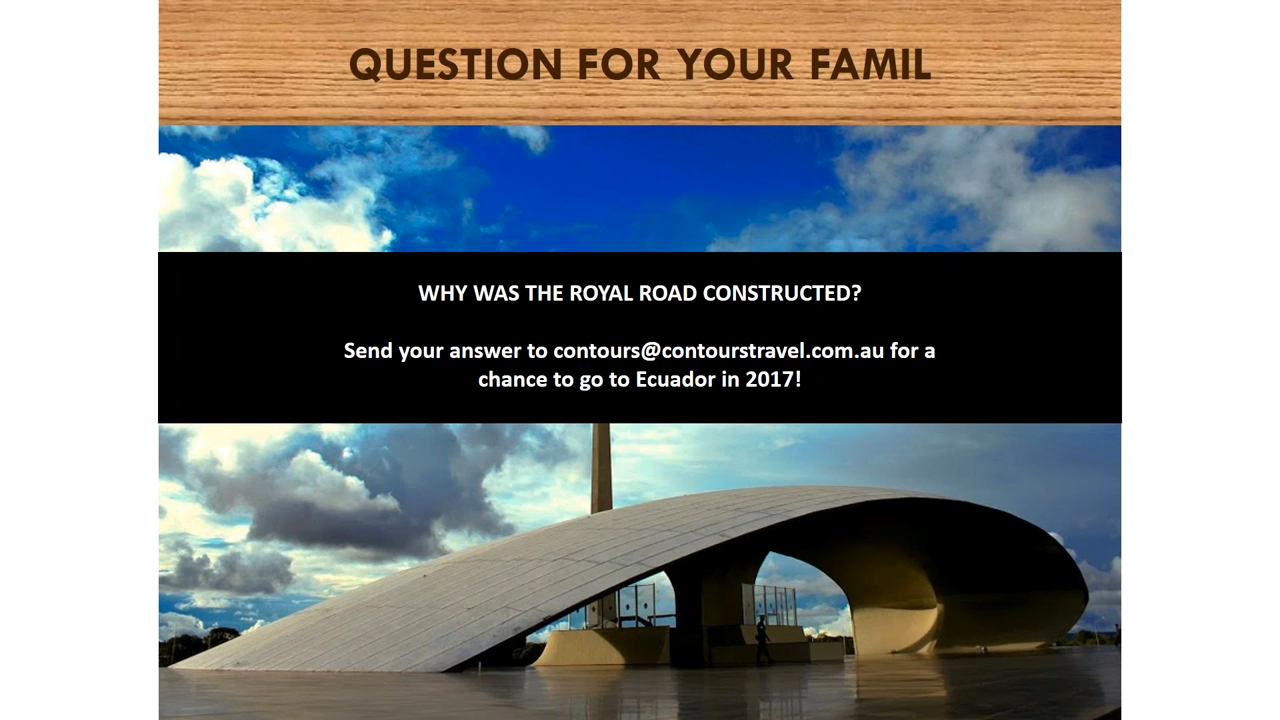 QUESTION FOR YOUR FAMIL
WHY WAS THE ROYAL ROAD CONSTRUCTED?
Send your answer to contours@contourstravel.com.au for a
chance to go to Ecuador in 2017!